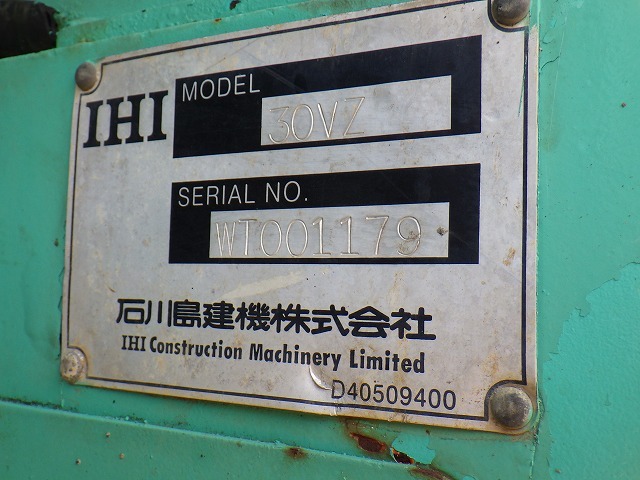 IHI
MODEL
30VZ
SERIAL NO.
WT001179
石川島建機株式会社
IHI Construction Machinery Limited
D40509400